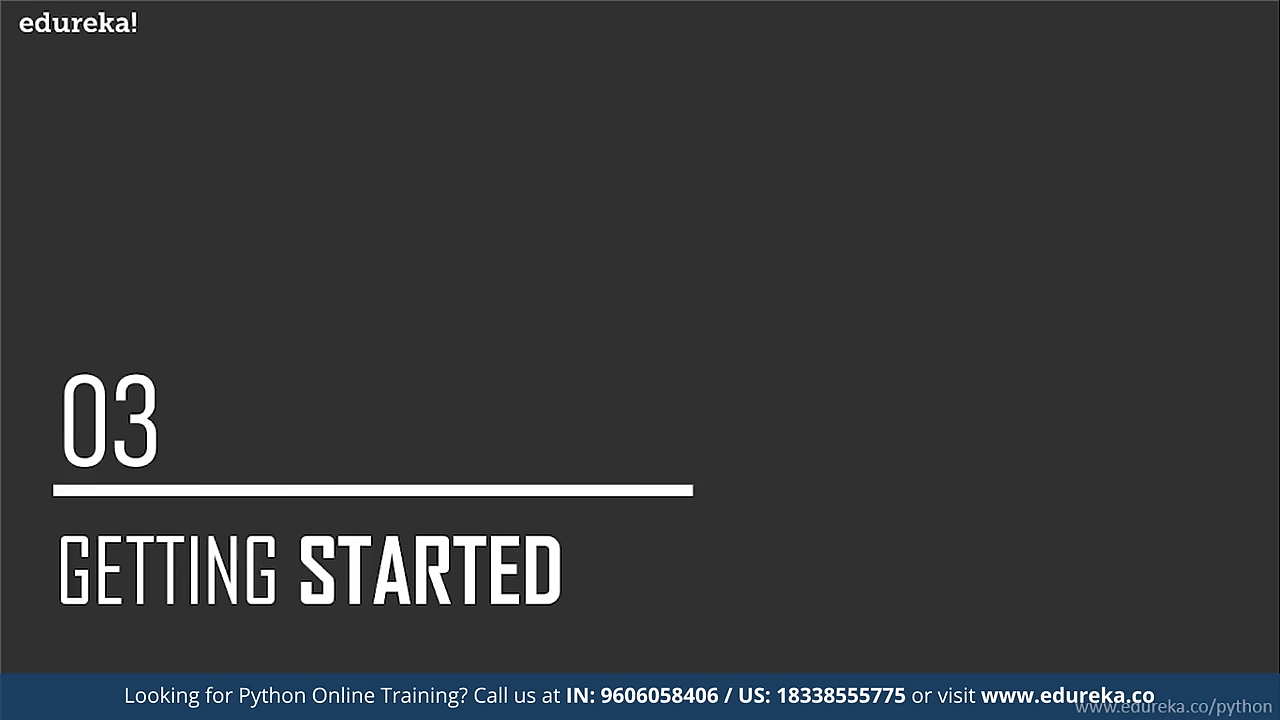 edureka!
03
GETTING STARTED
Looking for Python Online Training? Call us at IN: 9606058406 / US: 18338555775 or visit www.edureka.co
www.edureka.co/python